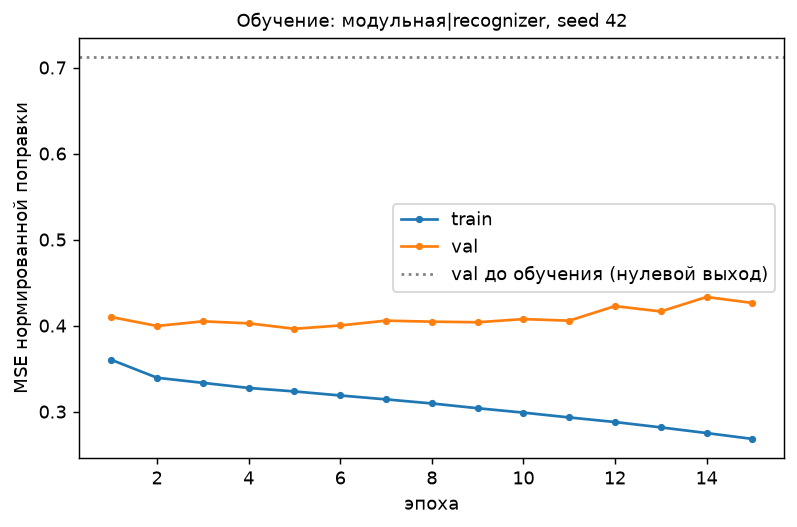 Обучение: модульная|recognizer, seed 42
MSE нормированной поправки
0.7
0.6
0.5
0.4
0.3
train
val
val до обучения (нулевой выход)
2 4 6 8 10 12 14
эпоха